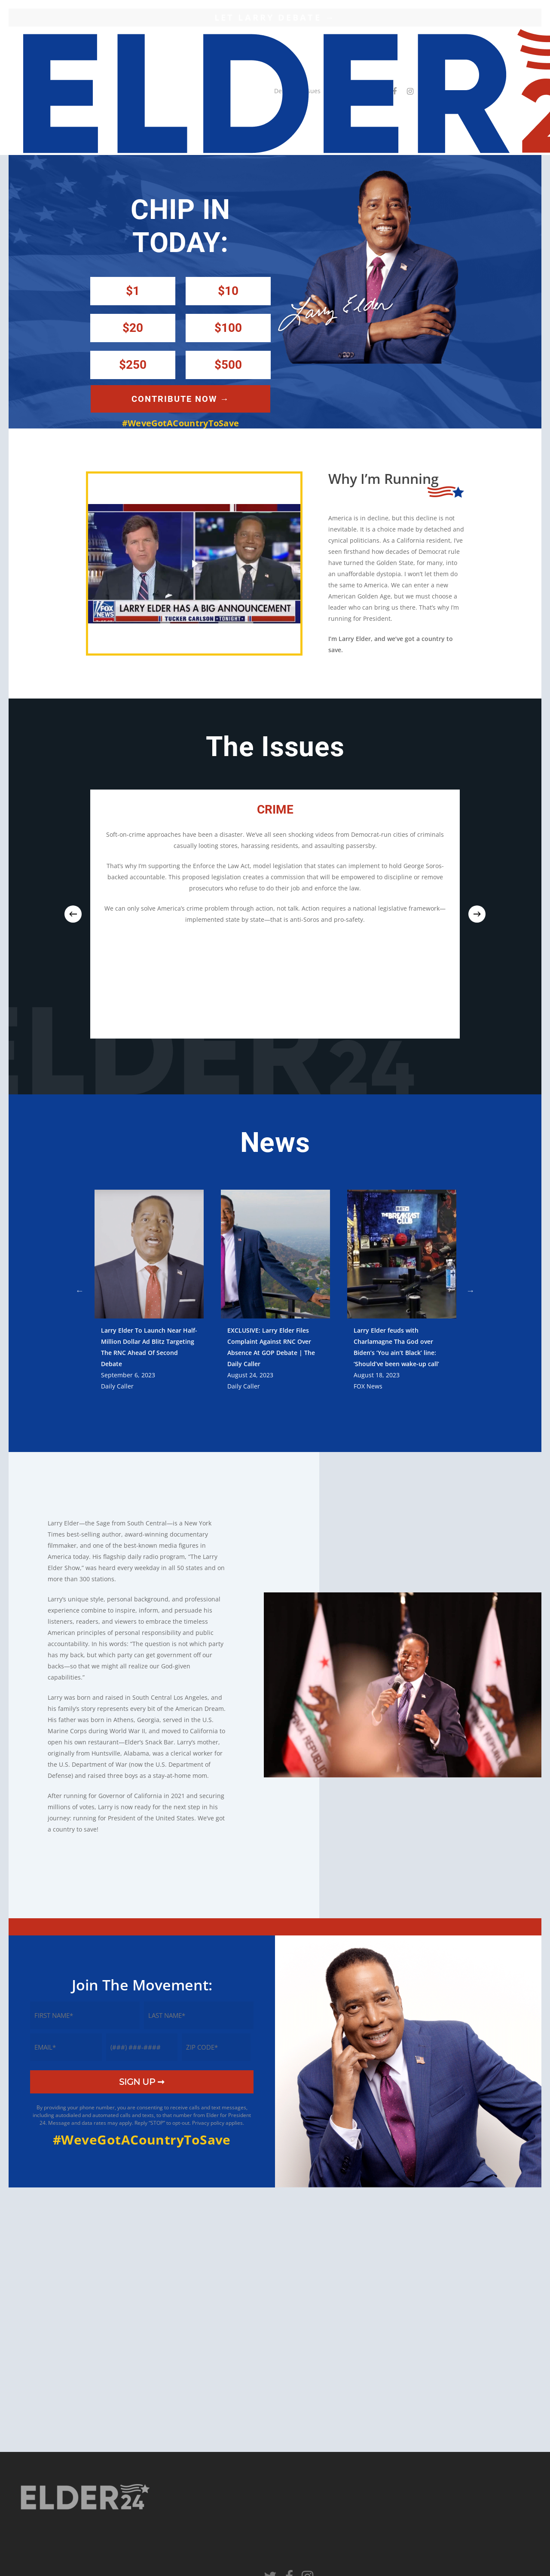 LET LARRY DEBATE
ELDER
CHIP IN
TODAY:
$1
$10
$20
$100
$250
$500
CONTRIBUTE NOW →
#WeveGotACountryToSave
Larry Elder
Why I'm Running
LARRY ELDER HAS A BIG ANNOUNCEMENT
FOX NEWS
TUCKER CARLSON TONIGHT
America is in decline, but this decline is not
inevitable. It is a choice made by detached and
cynical politicians. As a California resident, I've
seen firsthand how decades of Democrat rule
have turned the Golden State, for many, into
an unaffordable dystopia. I won't let them do
the same to America. We can enter a new
American Golden Age, but we must choose a
leader who can bring us there. That's why I'm
running for President.
I'm Larry Elder, and we've got a country to
save.
The Issues
CRIME
Soft-on-crime approaches have been a disaster. We've all seen shocking videos from Democrat-run cities of criminals
casually looting stores, harassing residents, and assaulting passersby.
That's why I'm supporting the Enforce the Law Act, model legislation that states can implement to hold George Soros-
backed accountable. This proposed legislation creates a commission that will be empowered to discipline or remove
prosecutors who refuse to do their job and enforce the law.
We can only solve America's crime problem through action, not talk. Action requires a national legislative framework—
implemented state by state—that is anti-Soros and pro-safety.
ELDER24
News
THE BREAKFAST CLUB
Larry Elder To Launch Near Half-
Million Dollar Ad Blitz Targeting
The RNC Ahead Of Second
Debate
September 6, 2023
Daily Caller
EXCLUSIVE: Larry Elder Files
Complaint Against RNC Over
Absence At GOP Debate | The
Daily Caller
August 24, 2023
Daily Caller
Larry Elder feuds with
Charlamagne Tha God over
Biden's 'You ain't Black' line:
'Should've been wake-up call'
August 18, 2023
FOX News
Larry Elder—the Sage from South Central—is a New York
Times best-selling author, award-winning documentary
filmmaker, and one of the best-known media figures in
America today. His flagship daily radio program, "The Larry
Elder Show," was heard every weekday in all 50 states and on
more than 300 stations.
Larry's unique style, personal background, and professional
experience combine to inspire, inform, and persuade his
listeners, readers, and viewers to embrace the timeless
American principles of personal responsibility and public
accountability. In his words: "The question is not which party
has my back, but which party can get government off our
backs—so that we might all realize our God-given
capabilities."
Larry was born and raised in South Central Los Angeles, and
his family's story represents every bit of the American Dream.
His father was born in Athens, Georgia, served in the U.S.
Marine Corps during World War II, and moved to California to
open his own restaurant—Elder's Snack Bar. Larry's mother,
originally from Huntsville, Alabama, was a clerical worker for
the U.S. Department of War (now the U.S. Department of
Defense) and raised three boys as a stay-at-home mom.
After running for Governor of California in 2021 and securing
millions of votes, Larry is now ready for the next step in his
journey: running for President of the United States. We've got
a country to save!
Join The Movement:
FIRST NAME*
LAST NAME*
EMAIL*
(###) ###-####
ZIP CODE*
SIGN UP ➞
By providing your phone number, you are consenting to receive calls and text messages,
including autodialed and automated calls and texts, to that number from Elder for President
24. Message and data rates may apply. Reply "STOP" to opt-out. Privacy policy applies.
#WeveGotACountryToSave
ELDER24